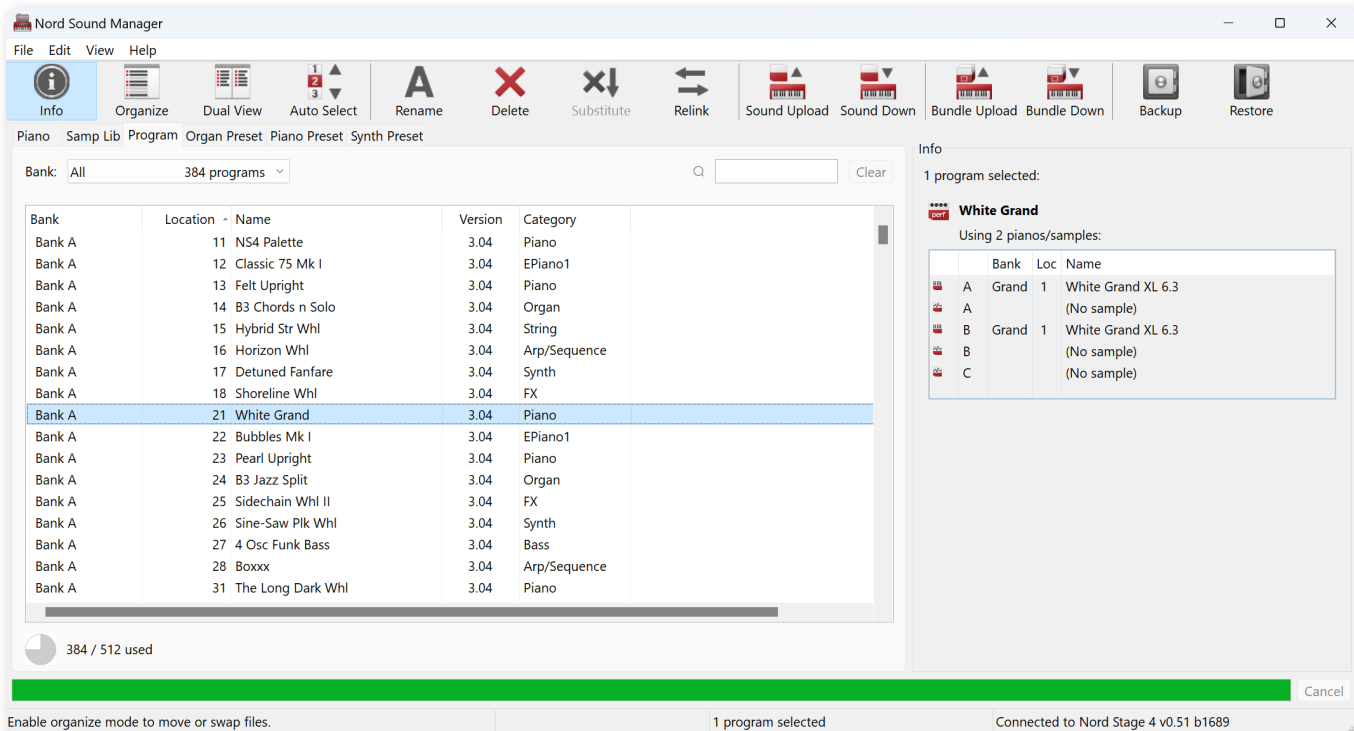 Nord Sound Manager
File Edit View Help
Info Organize Dual View Auto Select Rename Delete Substitute Relink Sound Upload Sound Down Bundle Upload Bundle Down Backup Restore
1
2
3
Piano Samp Lib Program Organ Preset Piano Preset Synth Preset
Bank: All 384 programs Clear
Bank Location Name Version Category
Bank A 11 NS4 Palette 3.04 Piano
Bank A 12 Classic 75 Mk I 3.04 EPiano1
Bank A 13 Felt Upright 3.04 Piano
Bank A 14 B3 Chords n Solo 3.04 Organ
Bank A 15 Hybrid Str Whl 3.04 String
Bank A 16 Horizon Whl 3.04 Arp/Sequence
Bank A 17 Detuned Fanfare 3.04 Synth
Bank A 18 Shoreline Whl 3.04 FX
Bank A 21 White Grand 3.04 Piano
Bank A 22 Bubbles Mk I 3.04 EPiano1
Bank A 23 Pearl Upright 3.04 Piano
Bank A 24 B3 Jazz Split 3.04 Organ
Bank A 25 Sidechain Whl II 3.04 FX
Bank A 26 Sine-Saw Plk Whl 3.04 Synth
Bank A 27 4 Osc Funk Bass 3.04 Bass
Bank A 28 Boxxx 3.04 Arp/Sequence
Bank A 31 The Long Dark Whl 3.04 Piano
384 / 512 used
Info
1 program selected:
perf White Grand
Using 2 pianos/samples:
Bank Loc Name
A Grand 1 White Grand XL 6.3
A (No sample)
B Grand 1 White Grand XL 6.3
B (No sample)
C (No sample)
Cancel
Enable organize mode to move or swap files. 1 program selected Connected to Nord Stage 4 v0.51 b1689